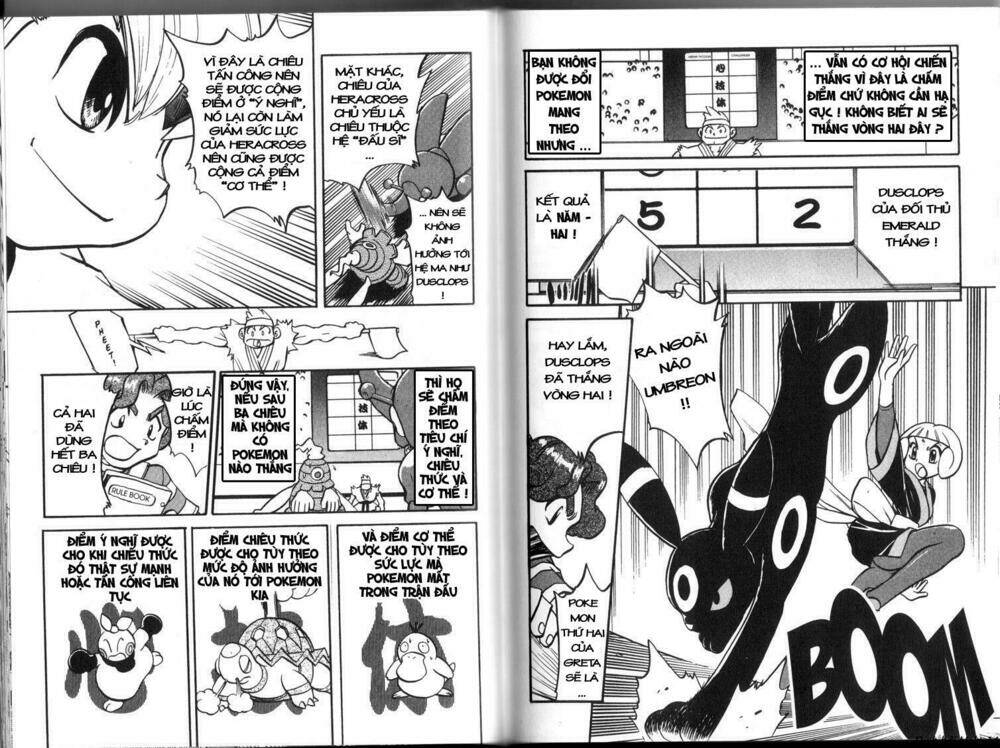 VÌ ĐÂY LÀ CHIÊU
TẤN CÔNG NÊN
SẼ ĐƯỢC CỘNG
ĐIỂM Ở "Ý NGHĨ",
NÓ LẠI CÒN LÀM
GIẢM SỨC LỰC
CỦA HERACROSS
NÊN CŨNG ĐƯỢC
CỘNG CẢ ĐIỂM
"CƠ THỂ" !
MẶT KHÁC,
CHIÊU CỦA
HERACROSS
CHỦ YẾU LÀ
CHIÊU THUỘC
HỆ "ĐẤU SĨ"
...
... NÊN SẼ
KHÔNG
ẢNH
HƯỞNG TỚI
HỆ MA NHƯ
DUSCLOPS !
PHEET!
CẢ HAI
ĐÃ
DÙNG
HẾT BA
CHIÊU !
GIỜ LÀ
LÚC
CHẤM
ĐIỂM
!
RULE BOOK
ĐÚNG VẬY,
NẾU SAU
BA CHIÊU
MÀ KHÔNG
CÓ
POKEMON
NÀO THẮNG
THÌ HỌ
SẼ CHẤM
ĐIỂM
THEO
TIÊU CHÍ
Ý NGHĨ,
CHIÊU
THỨC VÀ
CƠ THỂ !
ĐIỂM Ý NGHĨ ĐƯỢC
CHO KHI CHIÊU THỨC
ĐÓ THẬT SỰ MẠNH
HOẶC TẤN CÔNG LIÊN
TỤC
ĐIỂM CHIÊU THỨC
ĐƯỢC CHO TÙY THEO
MỨC ĐỘ ẢNH HƯỞNG
CỦA NÓ TỚI POKEMON
KIA
VÀ ĐIỂM CƠ THỂ
ĐƯỢC CHO TÙY THEO
SỨC LỰC MÀ
POKEMON MẤT
TRONG TRẬN ĐẤU
BẠN KHÔNG
ĐƯỢC ĐỔI
POKEMON
MANG
THEO
NHƯNG ...
心
技
体
... VẪN CÓ CƠ HỘI CHIẾN
THẮNG VÌ ĐÂY LÀ CHẤM
ĐIỂM CHỨ KHÔNG CẦN HẠ
GỤC ! KHÔNG BIẾT AI SẼ
THẮNG VÒNG HAI ĐÂY ?
KẾT QUẢ
LÀ NĂM -
HAI !
5 2
DUSCLOPS
CỦA ĐỐI THỦ
EMERALD
THẮNG !
HAY LẮM,
DUSCLOPS
ĐÃ THẮNG
VÒNG HAI !
RA NGOÀI
NÀO
UMBREON
!!
POKE
MON
THỨ HAI
CỦA
GRETA
SẼ LÀ
...
BOOM